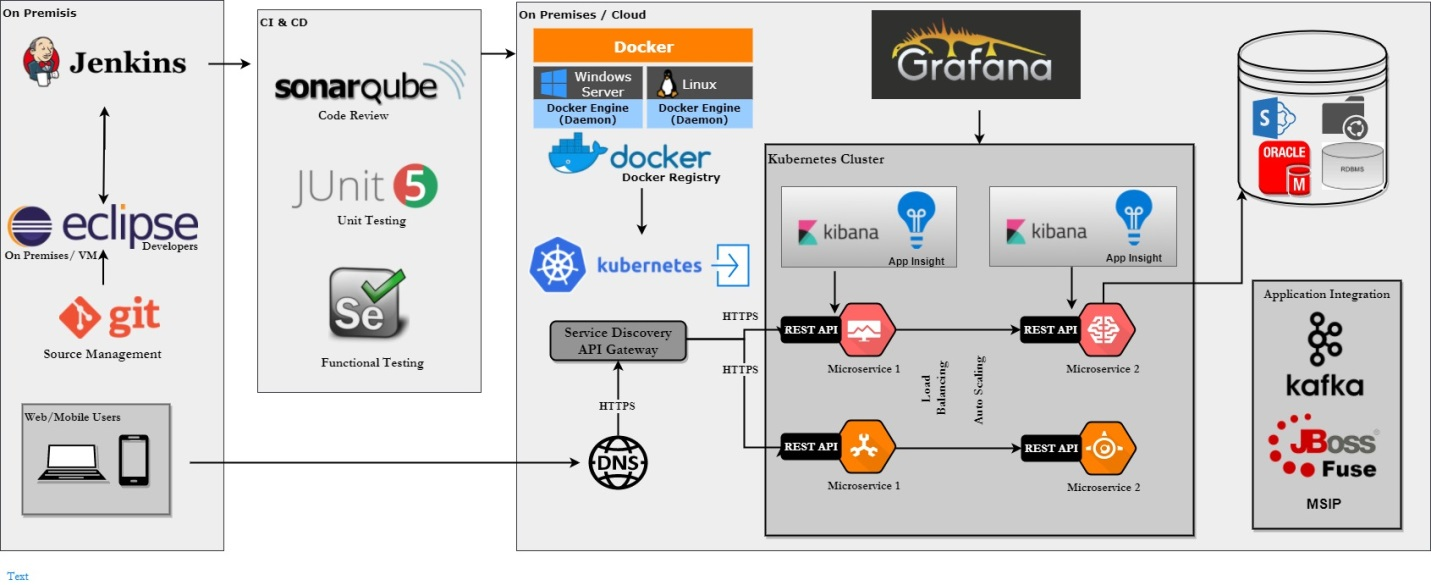 On Premisis
Jenkins
eclipse
Developers
On Premises/ VM
git
Source Management
Web/Mobile Users
CI & CD
sonarqube
Code Review
JUnit 5
Unit Testing
Se
Functional Testing
On Premises / Cloud
Docker
Windows
Server
Linux
Docker Engine
(Daemon)
Docker Engine
(Daemon)
docker
Docker Registry
kubernetes
Service Discovery
API Gateway
HTTPS
DNS
HTTPS
HTTPS
Grafana
Kubernetes Cluster
kibana
App Insight
kibana
App Insight
REST API
Microservice 1
REST API
Microservice 2
Load
Balancing
Auto Scaling
REST API
Microservice 1
REST API
Microservice 2
S
ORACLE
M
RDBMS
Application Integration
kafka
JBoss
Fuse
MSIP
Text